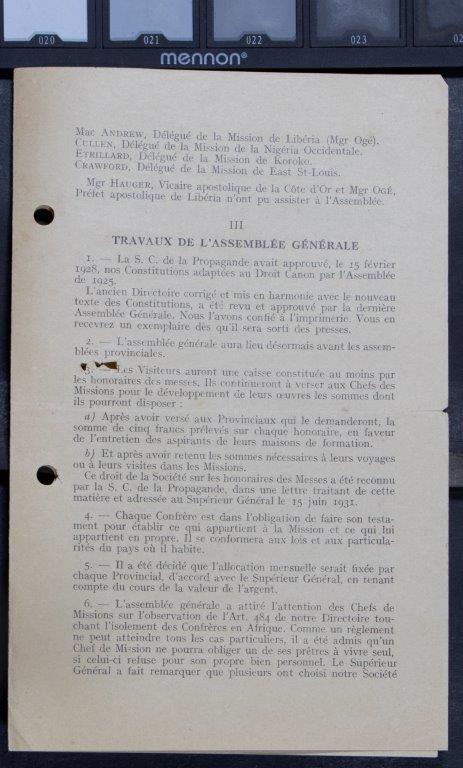 020
021
022
023
02
mennon®
Mac ANDREW, Délégué de la Mission de Libéria (Mgr Ogé).
CULLEN, Délégué de la Mission de la Nigéria Occidentale.
ETRILLARD, Délégué de la Mission de Koroko.
CRAWFORD, Délégué de la Mission de East St-Louis.
Mgr HAUGER, Vicaire apostolique de la Côte d'Or et Mgr OGÉ,
Préfet apostolique de Libéria n'ont pu assister à l'Assemblée.
III
TRAVAUX DE L'ASSEMBLÉE GÉNÉRALE
1. — La S. C. de la Propagande avait approuvé, le 15 février
1928, nos Constitutions adaptées au Droit Canon par l'Assemblée
de 1925.
L'ancien Directoire corrigé et mis en harmonie avec le nouveau
texte des Constitutions, a été revu et approuvé par la dernière
Assemblée Générale. Nous l'avons confié à l'imprimerie. Vous en
recevrez un exemplaire dès qu'il sera sorti des presses.
2. — L'assemblée générale aura lieu désormais avant les assem-
blées provinciales.
3. — Les Visiteurs auront une caisse constituée au moins par
les honoraires des messes. Ils continueront à verser aux Chefs des
Missions pour le développement de leurs œuvres les sommes dont
ils pourront disposer :
a) Après avoir versé aux Provinciaux qui le demanderont, la
somme de cinq francs prélevés sur chaque honoraire, en faveur
de l'entretien des aspirants de leurs maisons de formation.
b) Et après avoir retenu les sommes nécessaires à leurs voyages
ou à leurs visites dans les Missions.
Ce droit de la Société sur les honoraires des Messes a été reconnu
par la S. C. de la Propagande, dans une lettre traitant de cette
matière et adressée au Supérieur Général le 15 juin 1931.
4. — Chaque Confrère est dans l'obligation de faire son testa-
ment pour établir ce qui appartient à la Mission et ce qui lui
appartient en propre. Il se conformera aux lois et aux particula-
rités du pays où il habite.
5. — Il a été décidé que l'allocation mensuelle serait fixée par
chaque Provincial, d'accord avec le Supérieur Général, en tenant
compte du cours de la valeur de l'argent.
6. — L'assemblée générale a attiré l'attention des Chefs de
Missions sur l'observation de l'Art. 484 de notre Directoire tou-
chant l'isolement des Confrères en Afrique. Comme un règlement
ne peut atteindre tous les cas particuliers, il a été admis qu'un
Chef de Mission ne pourra obliger un de ses prêtres à vivre seul,
si celui-ci refuse pour son propre bien personnel. Le Supérieur
Général a fait remarquer que plusieurs ont choisi notre Société